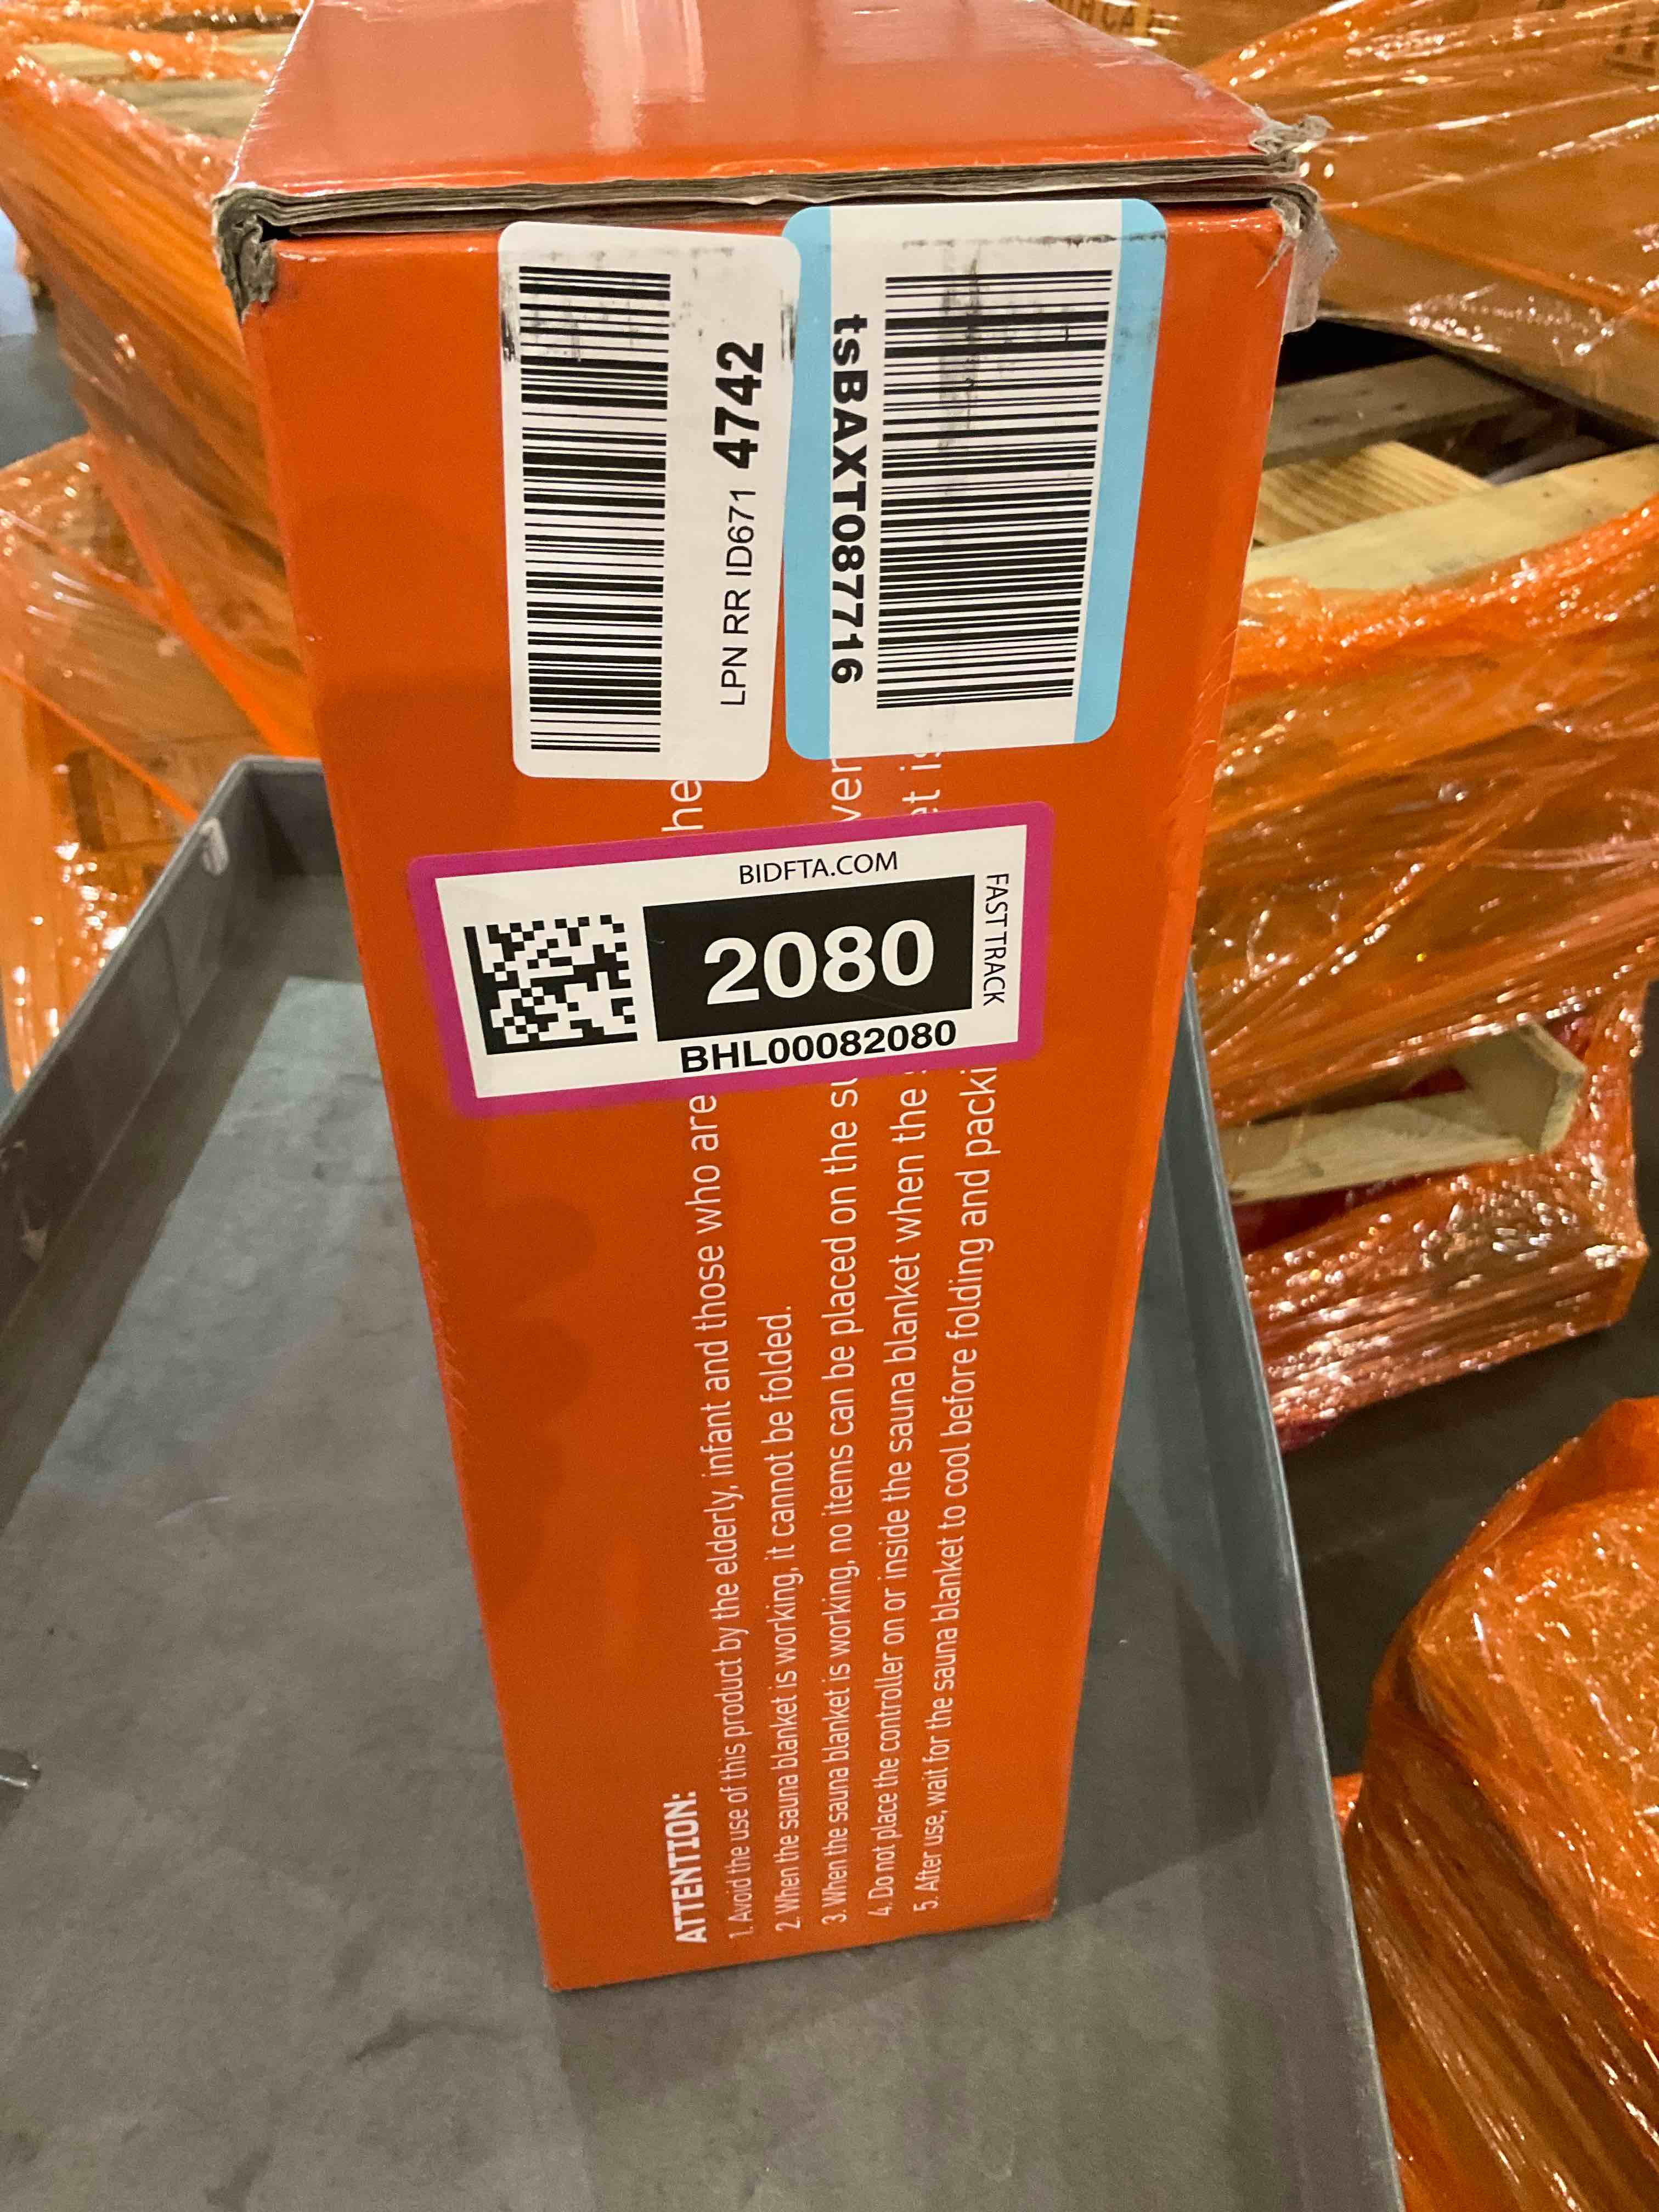 LPN RR ID671 4742
tsBAXT087716
BIDFTA.COM
2080
FAST TRACK
BHL00082080
ATTENTION:
1. Avoid the use of this product by the elderly, infant and those who are
2. When the sauna blanket is working, it cannot be folded.
3. When the sauna blanket is working, no items can be placed on the
4. Do not place the controller on or inside the sauna blanket when the
5. After use, wait for the sauna blanket to cool before folding and